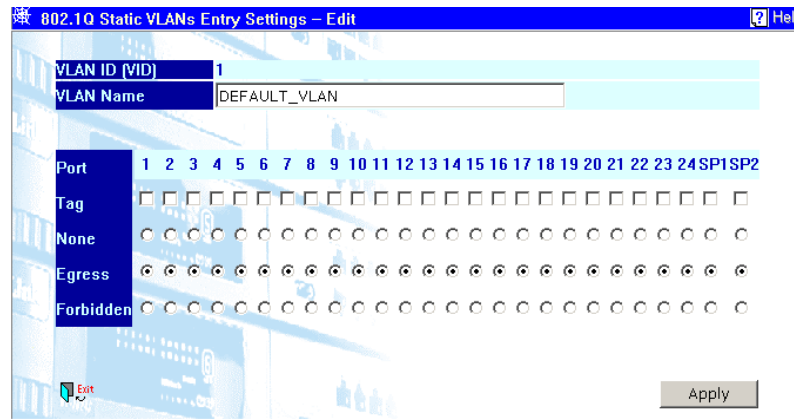 802.1Q Static VLANs Entry Settings – Edit
Hel
VLAN ID (VID) 1
VLAN Name DEFAULT_VLAN
Port 1 2 3 4 5 6 7 8 9 10 11 12 13 14 15 16 17 18 19 20 21 22 23 24 SP1 SP2
Tag
None
Egress
Forbidden
Exit
Apply